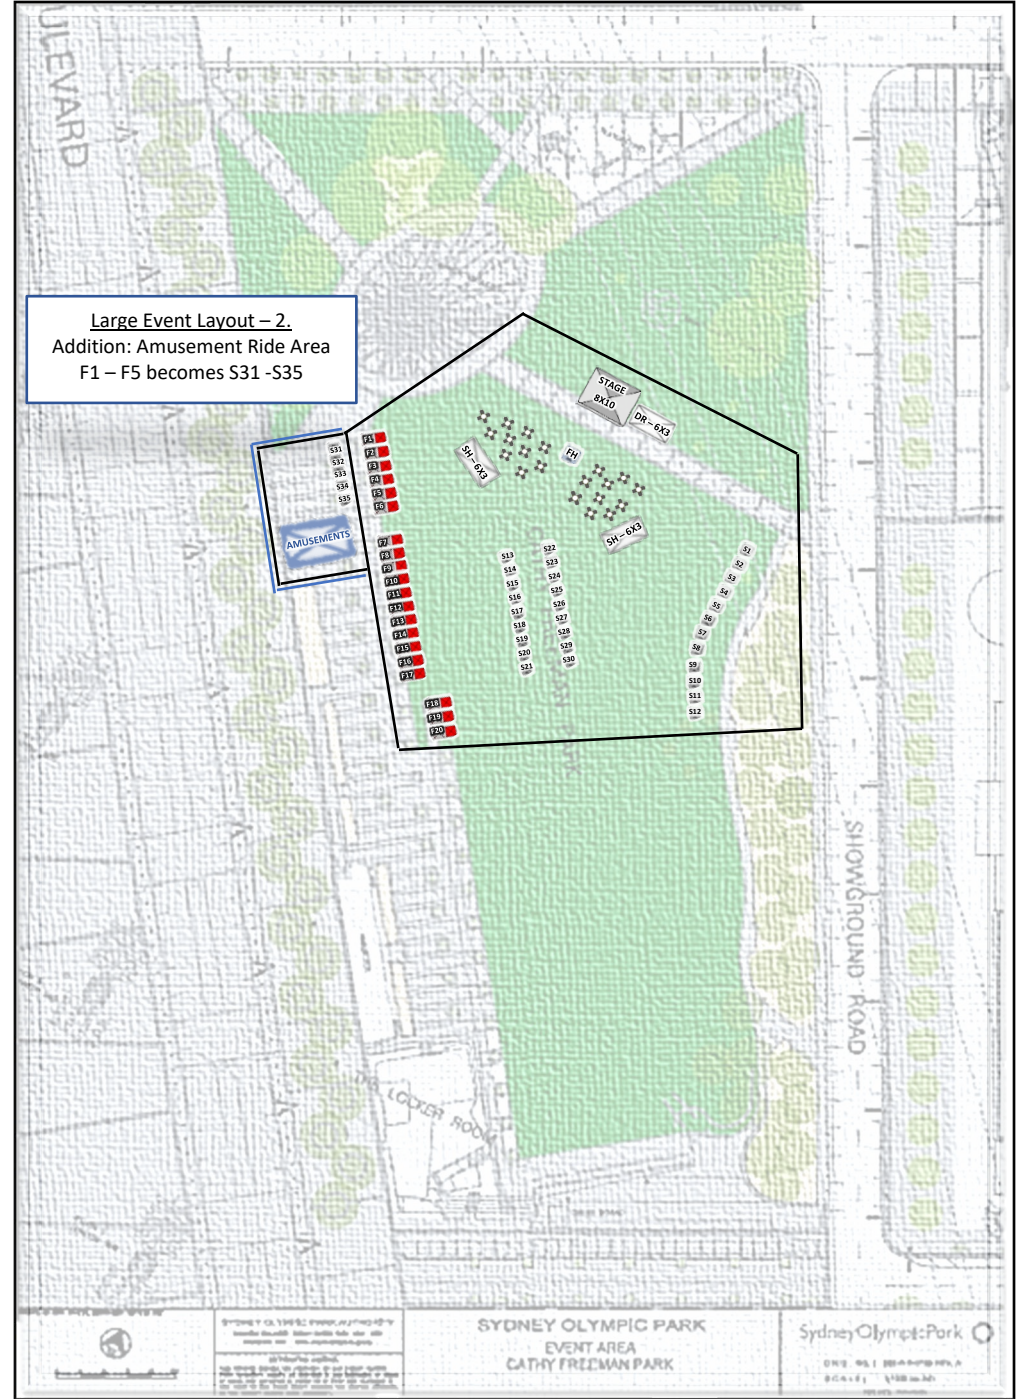 ULEVARD
Large Event Layout – 2.
Addition: Amusement Ride Area
F1 – F5 becomes S31 -S35
STAGE
8X10
DR – 6X3
FH
SH – 6X3
SH – 6X3
S31
S32
S33
S34
S35
AMUSEMENTS
F1
F2
F3
F4
F5
F6
F7
F8
F9
F10
F11
F12
F13
F14
F15
F16
F17
F18
F19
F20
S13
S14
S15
S16
S17
S18
S19
S20
S21
S22
S23
S24
S25
S26
S27
S28
S29
S30
S1
S2
S3
S4
S5
S6
S7
S8
S9
S10
S11
S12
PARK
SHOWGROUND ROAD
LOCKER ROOM
SYDNEY OLYMPIC PARK
EVENT AREA
CATHY FREEMAN PARK
SydneyOlympicPark